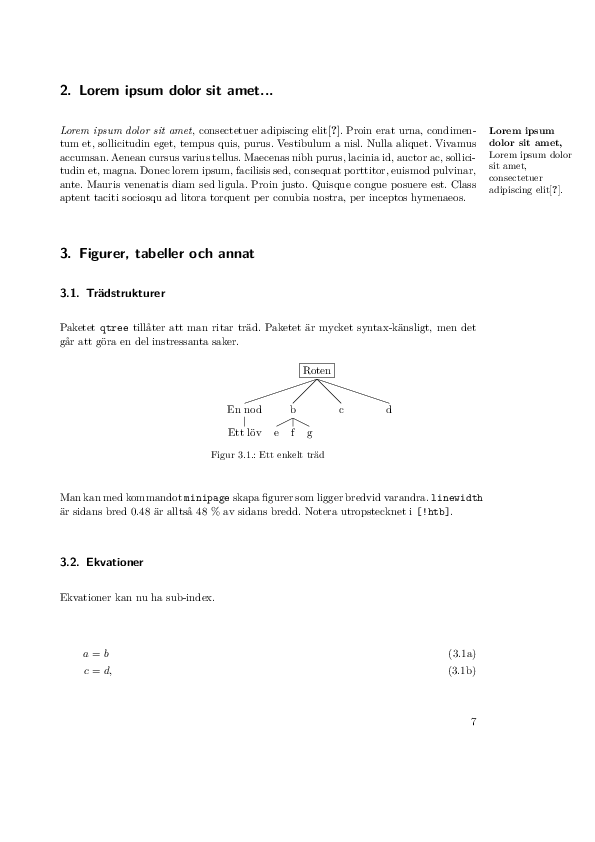 2. Lorem ipsum dolor sit amet...
Lorem ipsum dolor sit amet, consectetuer adipiscing elit[?]. Proin erat urna, condimen-
tum et, sollicitudin eget, tempus quis, purus. Vestibulum a nisl. Nulla aliquet. Vivamus
accumsan. Aenean cursus varius tellus. Maecenas nibh purus, lacinia id, auctor ac, sollici-
tudin et, magna. Donec lorem ipsum, facilisis sed, consequat porttitor, euismod pulvinar,
ante. Mauris venenatis diam sed ligula. Proin justo. Quisque congue posuere est. Class
aptent taciti sociosqu ad litora torquent per conubia nostra, per inceptos hymenaeos.
Lorem ipsum
dolor sit amet,
Lorem ipsum dolor
sit amet,
consectetuer
adipiscing elit[?].
3. Figurer, tabeller och annat
3.1. Trädstrukturer
Paketet qtree tillåter att man ritar träd. Paketet är mycket syntax-känsligt, men det
går att göra en del instressanta saker.
Roten
En nod b c d
Ett löv e f g
Figur 3.1.: Ett enkelt träd
Man kan med kommandot minipage skapa figurer som ligger bredvid varandra. linewidth
är sidans bred 0.48 är alltså 48 % av sidans bredd. Notera utropstecknet i [!htb].
3.2. Ekvationer
Ekvationer kan nu ha sub-index.
a = b (3.1a)
c = d, (3.1b)
7